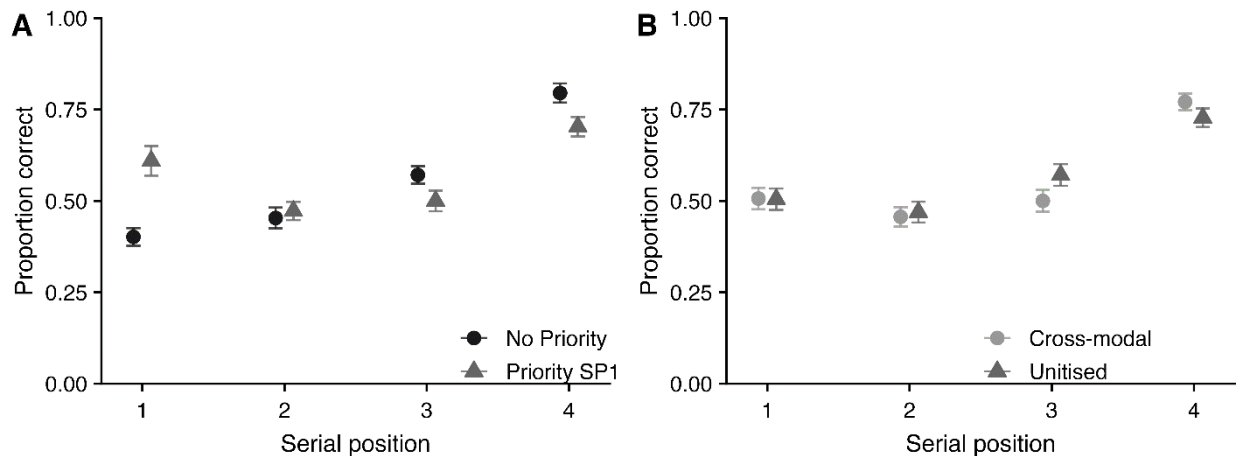 A
1.00
0.75
0.50
0.25
0.00
Proportion correct
No Priority
Priority SP1
1 2 3 4
Serial position
B
1.00
0.75
0.50
0.25
0.00
Proportion correct
Cross-modal
Unitised
1 2 3 4
Serial position